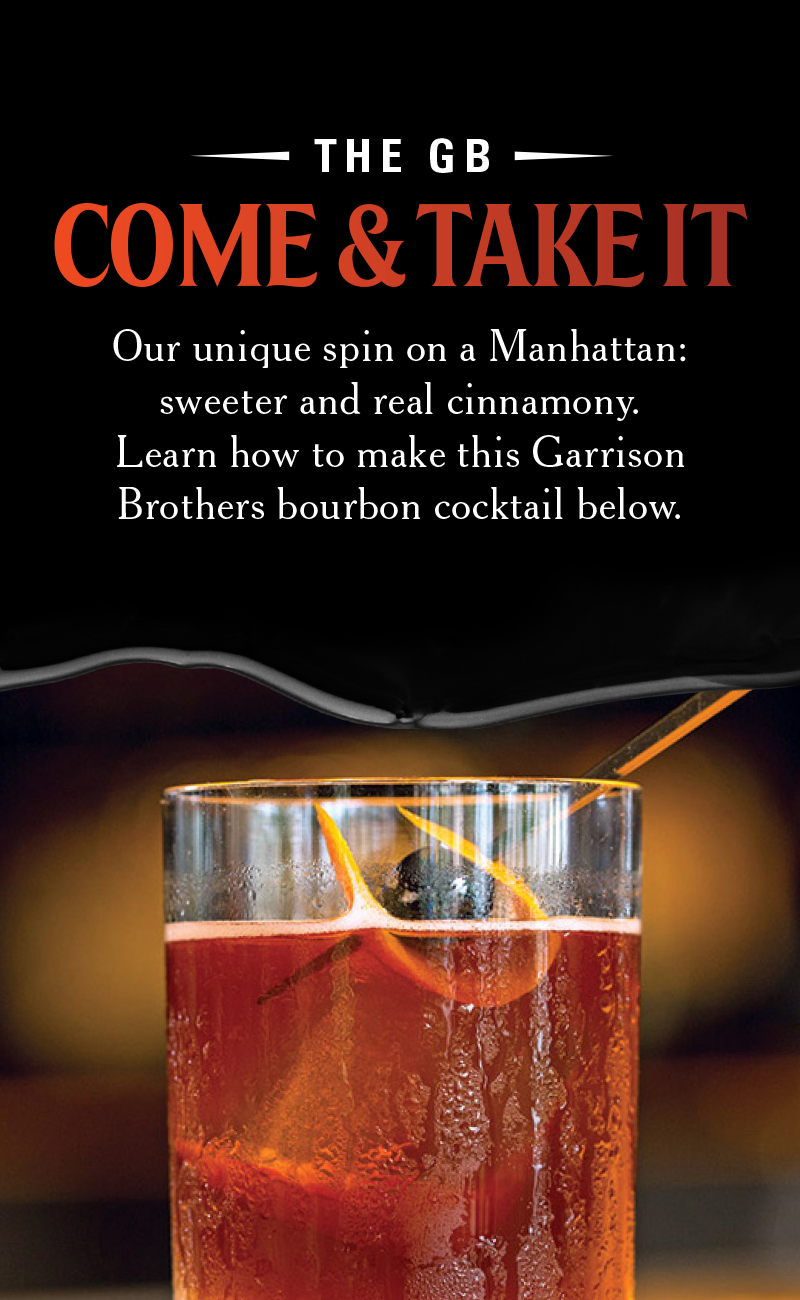 THE GB
COME & TAKE IT
Our unique spin on a Manhattan:
sweeter and real cinnamony.
Learn how to make this Garrison
Brothers bourbon cocktail below.